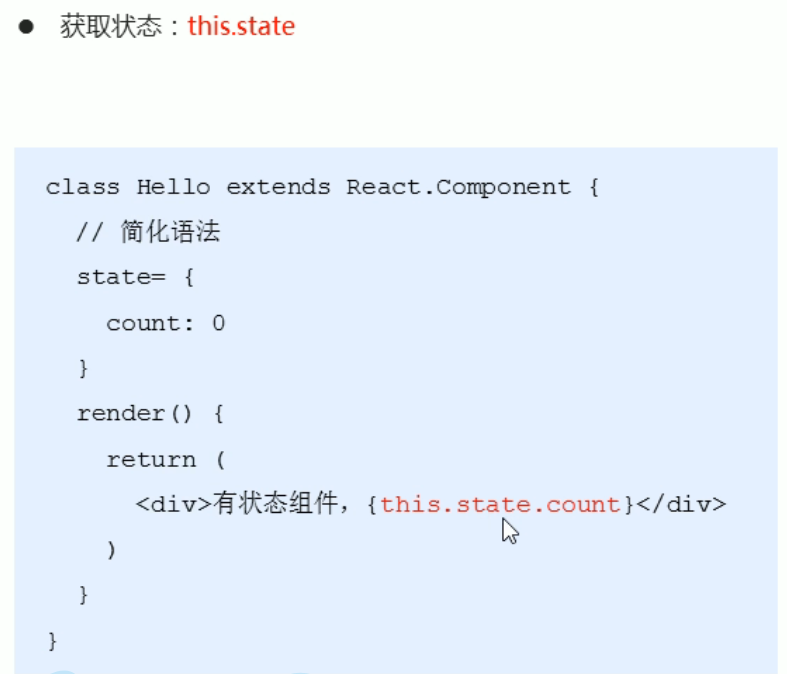 ● 获取状态：this.state
class Hello extends React.Component {
// 简化语法
state= {
count: 0
}
render() {
return (
<div>有状态组件，{this.state.count}</div>
)
}
}